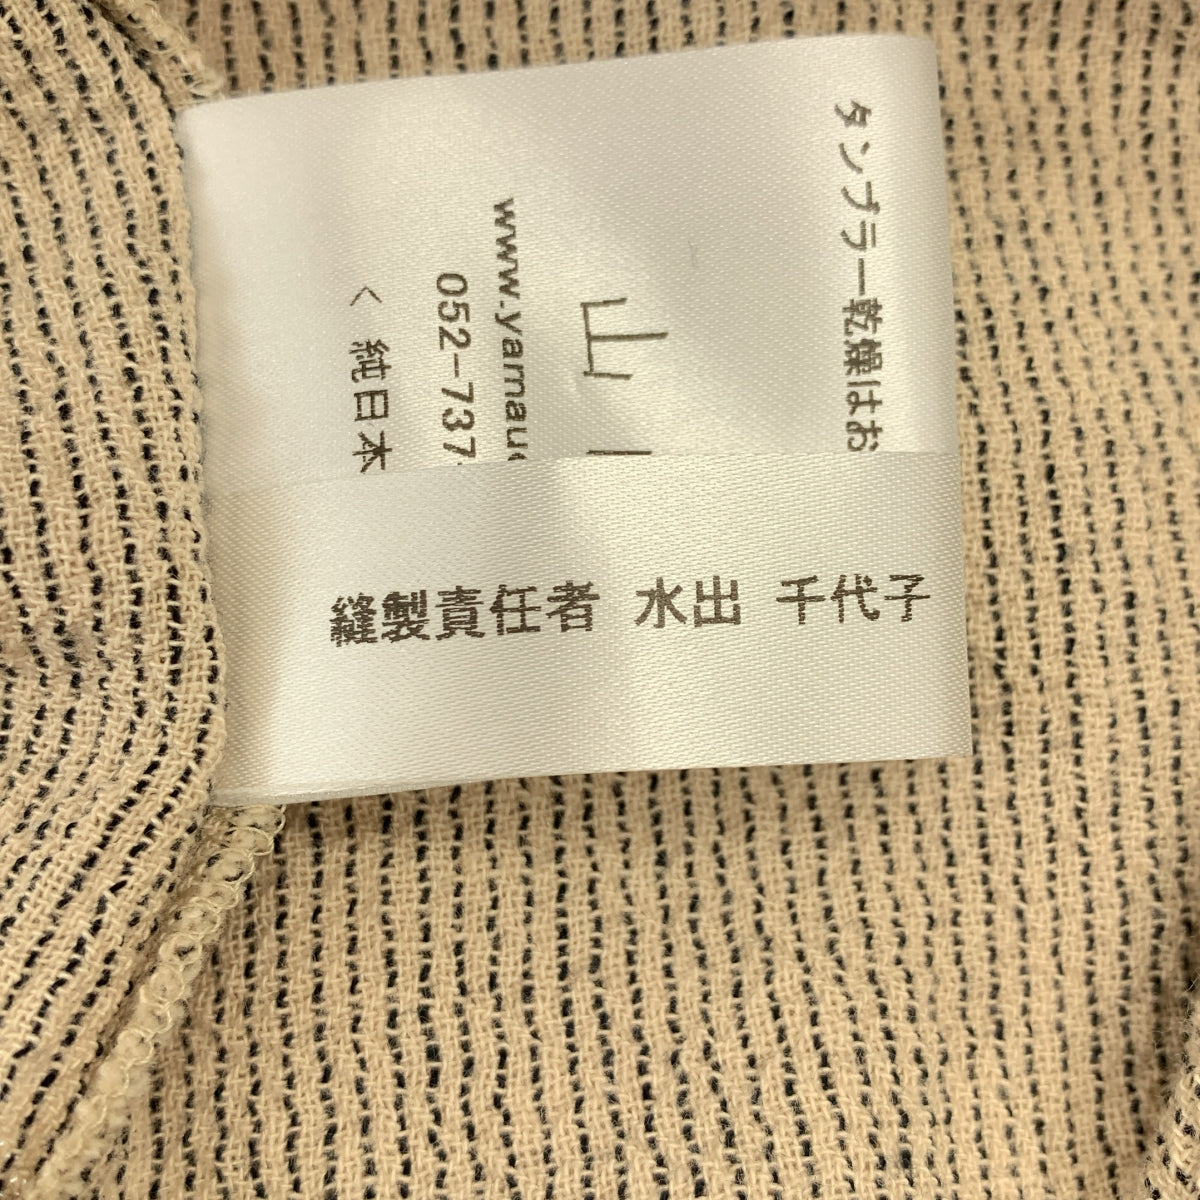 タンブラー乾燥はお
山
www.yamau
052-737
< 純日本
縫製責任者 水出 千代子